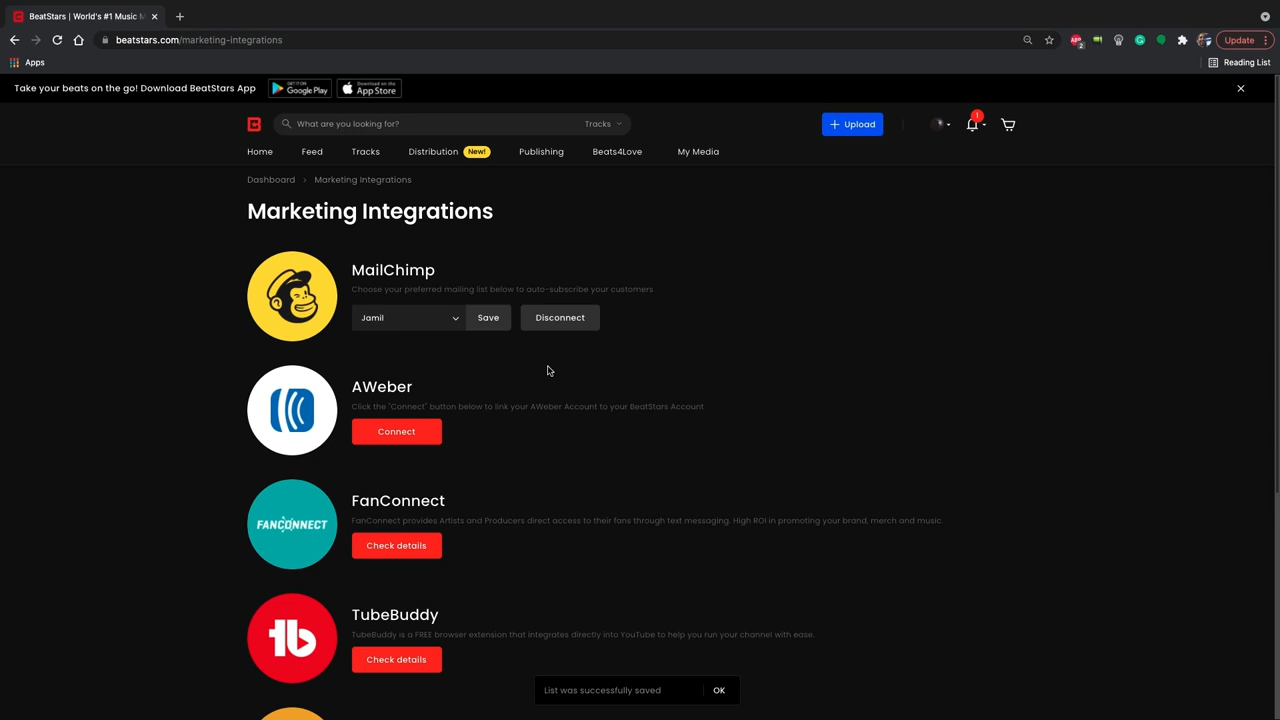 BeatStars | World's #1 Music M
beatstars.com/marketing-integrations
2
Update
Apps
Reading List
Take your beats on the go! Download BeatStars App
GET IT ON
Google Play
Download on the
App Store
What are you looking for?
Tracks
Upload
1
Home
Feed
Tracks
Distribution
New!
Publishing
Beats4Love
My Media
Dashboard > Marketing Integrations
Marketing Integrations
MailChimp
Choose your preferred mailing list below to auto-subscribe your customers
Jamil
Save
Disconnect
AWeber
Click the "Connect" button below to link your AWeber Account to your BeatStars Account
Connect
FANCONNECT
FanConnect
FanConnect provides Artists and Producers direct access to their fans through text messaging. High ROI in promoting your brand, merch and music.
Check details
tb
TubeBuddy
TubeBuddy is a FREE browser extension that integrates directly into YouTube to help you run your channel with ease.
Check details
List was successfully saved
OK